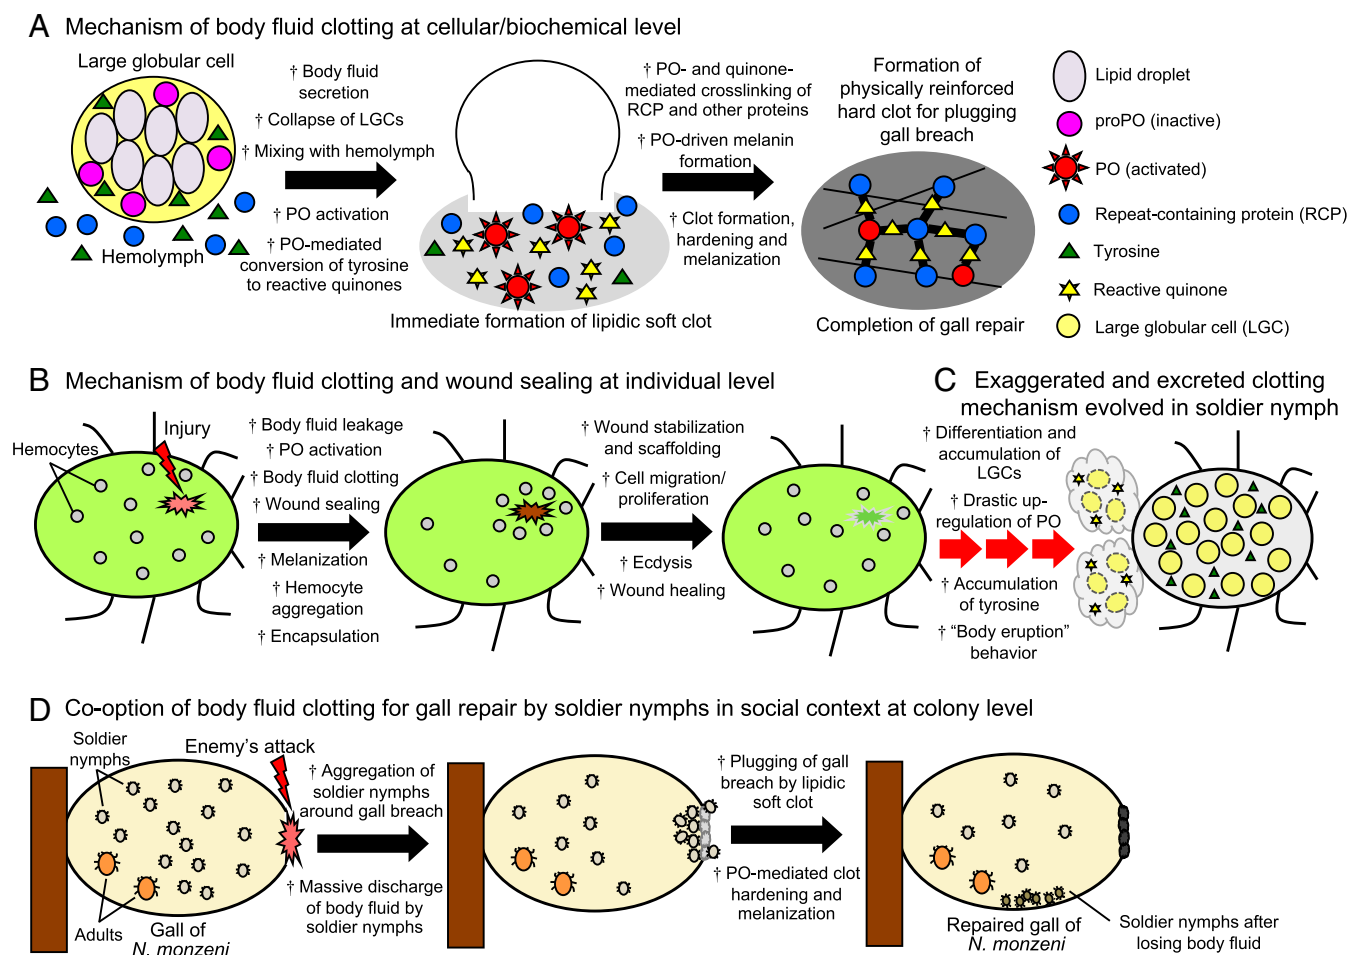 A Mechanism of body fluid clotting at cellular/biochemical level
Large globular cell
Hemolymph
† Body fluid
secretion
† Collapse of LGCs
† Mixing with hemolymph
† PO activation
† PO-mediated
conversion of tyrosine
to reactive quinones
Immediate formation of lipidic soft clot
† PO- and quinone-
mediated crosslinking of
RCP and other proteins
† PO-driven melanin
formation
† Clot formation,
hardening and
melanization
Formation of
physically reinforced
hard clot for plugging
gall breach
Completion of gall repair
Lipid droplet
proPO (inactive)
PO (activated)
Repeat-containing protein (RCP)
Tyrosine
Reactive quinone
Large globular cell (LGC)
B Mechanism of body fluid clotting and wound sealing at individual level
Hemocytes
Injury
† Body fluid leakage
† PO activation
† Body fluid clotting
† Wound sealing
† Melanization
† Hemocyte
aggregation
† Encapsulation
† Wound stabilization
and scaffolding
† Cell migration/
proliferation
† Ecdysis
† Wound healing
C Exaggerated and excreted clotting
mechanism evolved in soldier nymph
† Differentiation and
accumulation of
LGCs
† Drastic up-
regulation of PO
† Accumulation
of tyrosine
† “Body eruption”
behavior
D Co-option of body fluid clotting for gall repair by soldier nymphs in social context at colony level
Soldier
nymphs
Enemy's attack
Adults
Gall of
N. monzeni
† Aggregation of
soldier nymphs
around gall breach
† Massive discharge
of body fluid by
soldier nymphs
† Plugging of gall
breach by lipidic
soft clot
† PO-mediated clot
hardening and
melanization
Repaired gall of
N. monzeni
Soldier nymphs after
losing body fluid